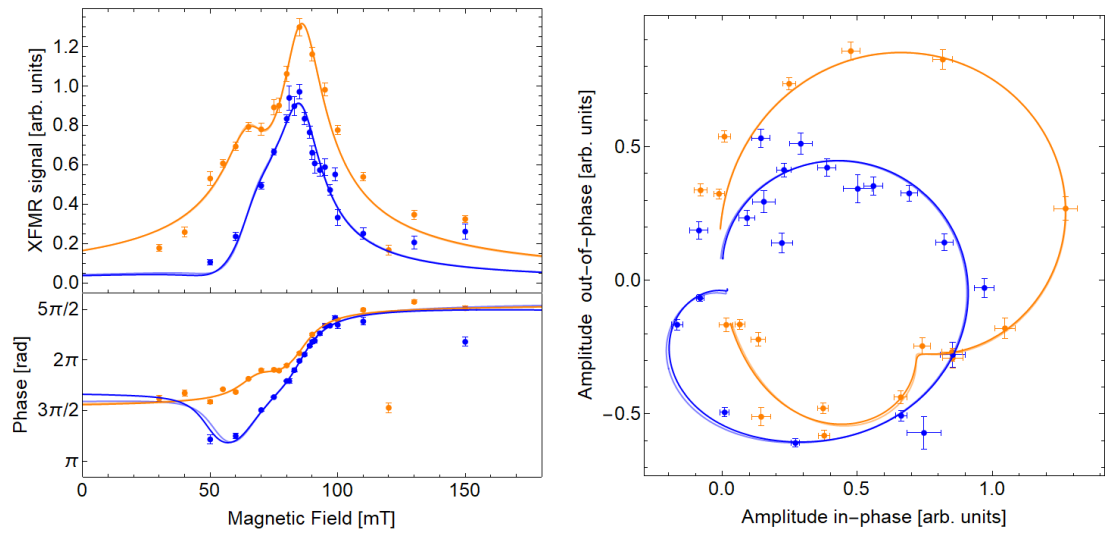 XFMR signal [arb. units]
1.2
1.0
0.8
0.6
0.4
0.2
0.0
Phase [rad]
5π/2
2π
3π/2
π
0
50
100
150
Magnetic Field [mT]
Amplitude out-of-phase [arb. units]
0.5
0.0
−0.5
0.0
0.5
1.0
Amplitude in-phase [arb. units]